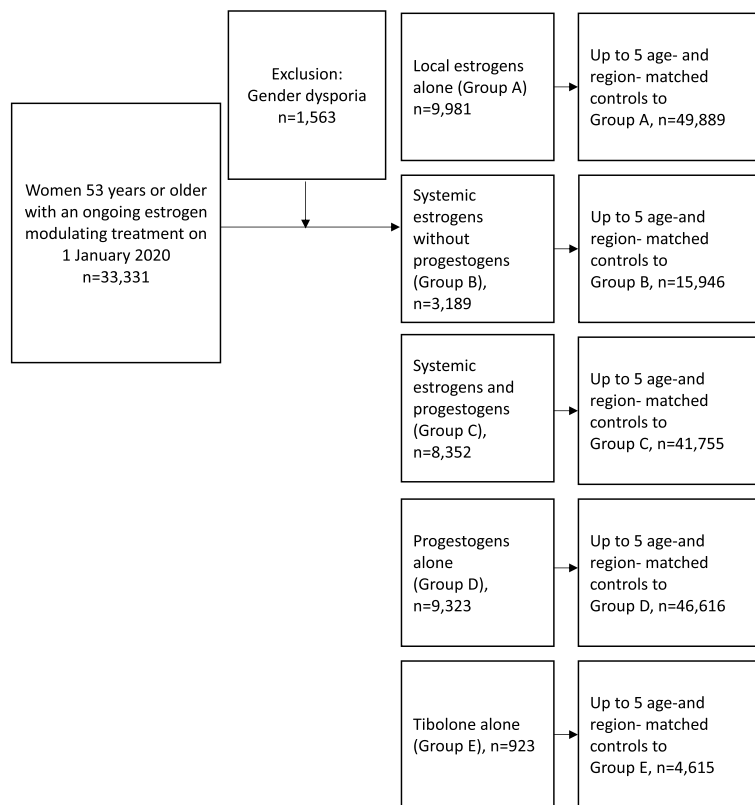 Women 53 years or older
with an ongoing estrogen
modulating treatment on
1 January 2020
n=33,331
Exclusion:
Gender dysporia
n=1,563
Local estrogens
alone (Group A)
n=9,981
Up to 5 age- and
region- matched
controls to
Group A, n=49,889
Systemic
estrogens
without
progestogens
(Group B),
n=3,189
Up to 5 age-and
region- matched
controls to
Group B, n=15,946
Systemic
estrogens and
progestogens
(Group C),
n=8,352
Up to 5 age-and
region- matched
controls to
Group C, n=41,755
Progestogens
alone
(Group D),
n=9,323
Up to 5 age-and
region- matched
controls to
Group D, n=46,616
Tibolone alone
(Group E), n=923
Up to 5 age-and
region- matched
controls to
Group E, n=4,615